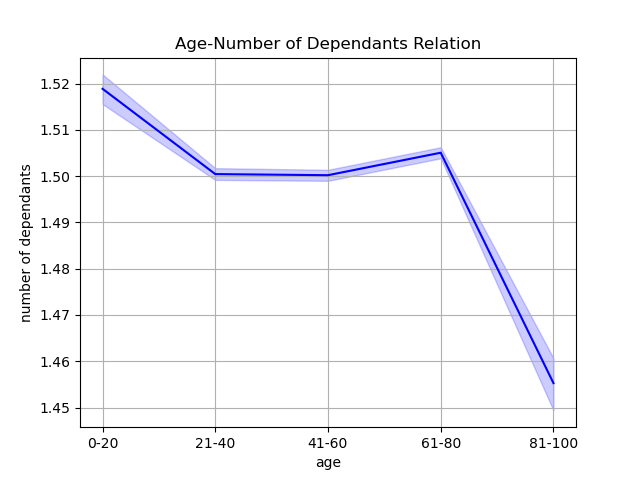 Age-Number of Dependants Relation
1.52
1.51
1.50
1.49
1.48
1.47
1.46
1.45
number of dependants
0-20 21-40 41-60 61-80 81-100
age